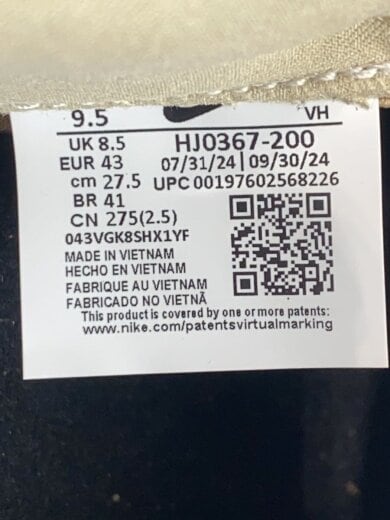 9.5 VH
UK 8.5 HJ0367-200
EUR 43 07/31/24 | 09/30/24
cm 27.5 UPC 00197602568226
BR 41
CN 275(2.5)
043VGK8SHX1YF
MADE IN VIETNAM
HECHO EN VIETNAM
FABRIQUE AU VIETNAM
FABRICADO NO VIETNÃ
This product is covered by one or more patents:
www.nike.com/patentsvirtualmarking